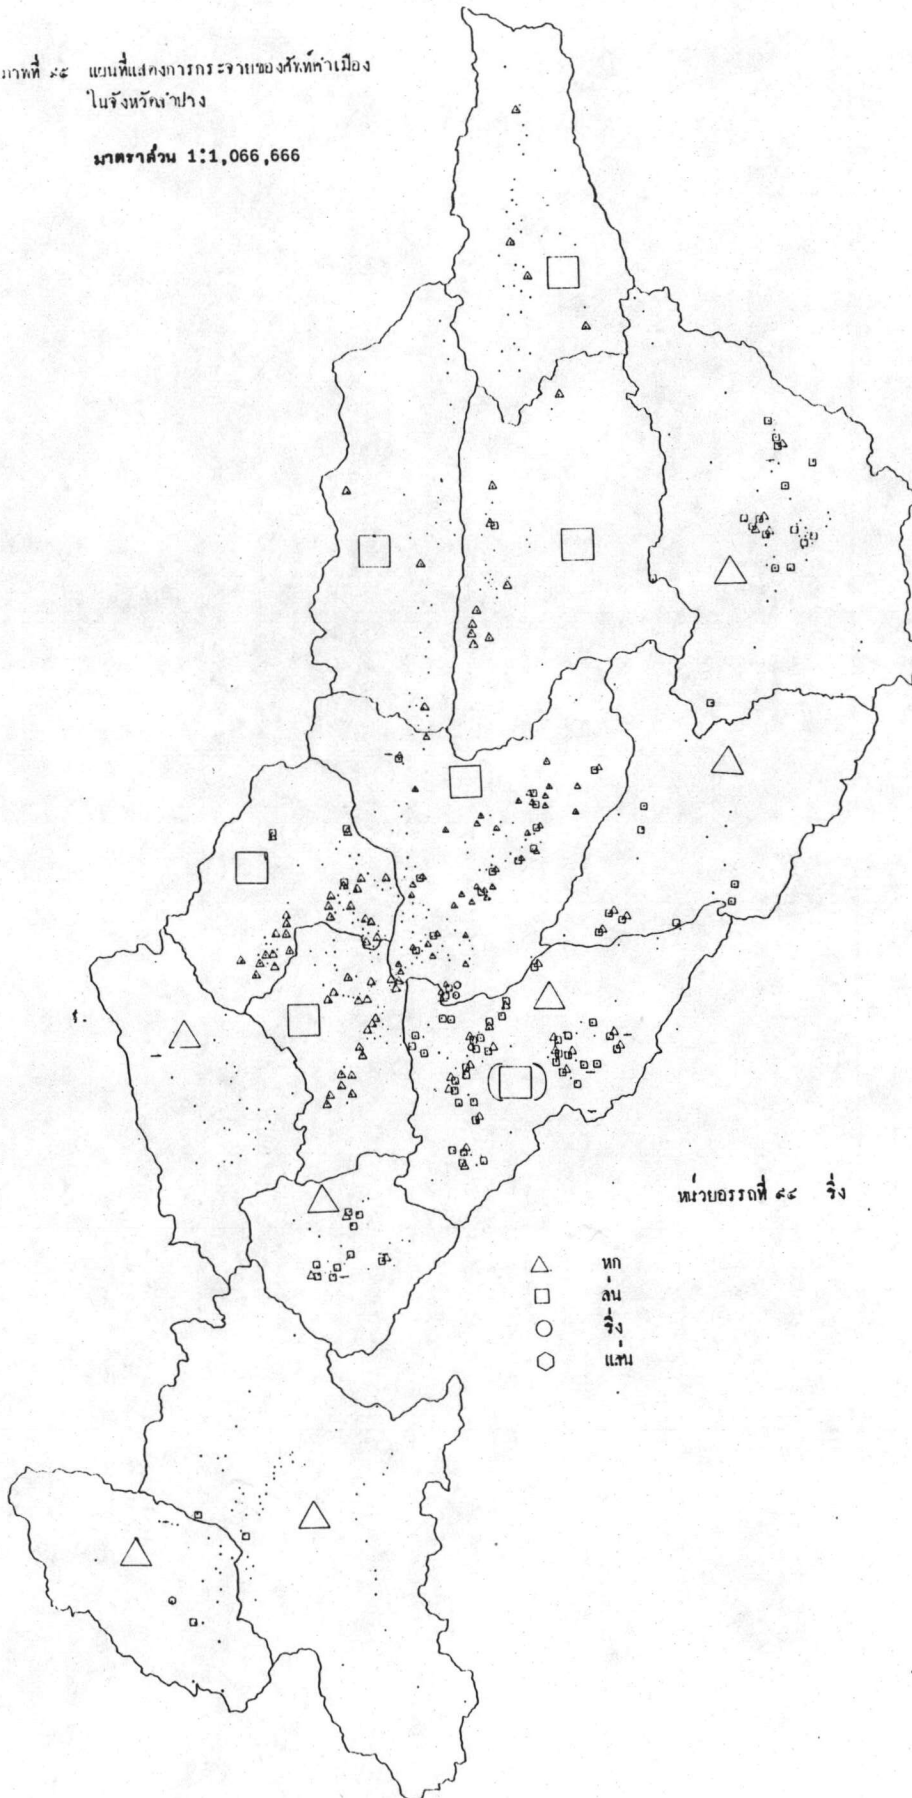 ภาพที่ ๙๕ แผนที่แสดงการกระจายของศัพท์คำเมือง
ในจังหวัดลำปาง
มาตราส่วน 1:1,066,666
หน่วยอรรถที่ ๙๔ วิ่ง
หก
ล่น
วิ่ง
แล่น